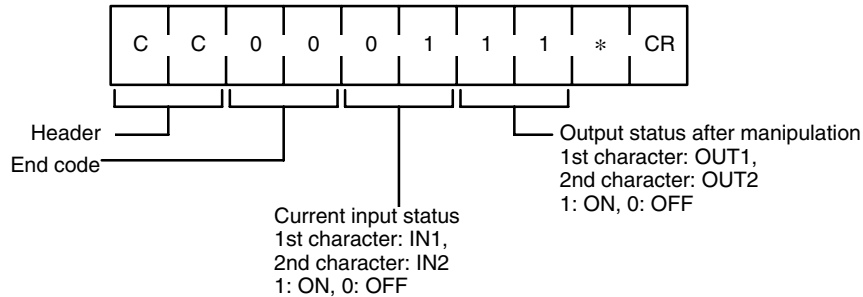 C C 0 0 0 1 1 1 * CR
Header
End code
Output status after manipulation
1st character: OUT1,
2nd character: OUT2
1: ON, 0: OFF
Current input status
1st character: IN1,
2nd character: IN2
1: ON, 0: OFF